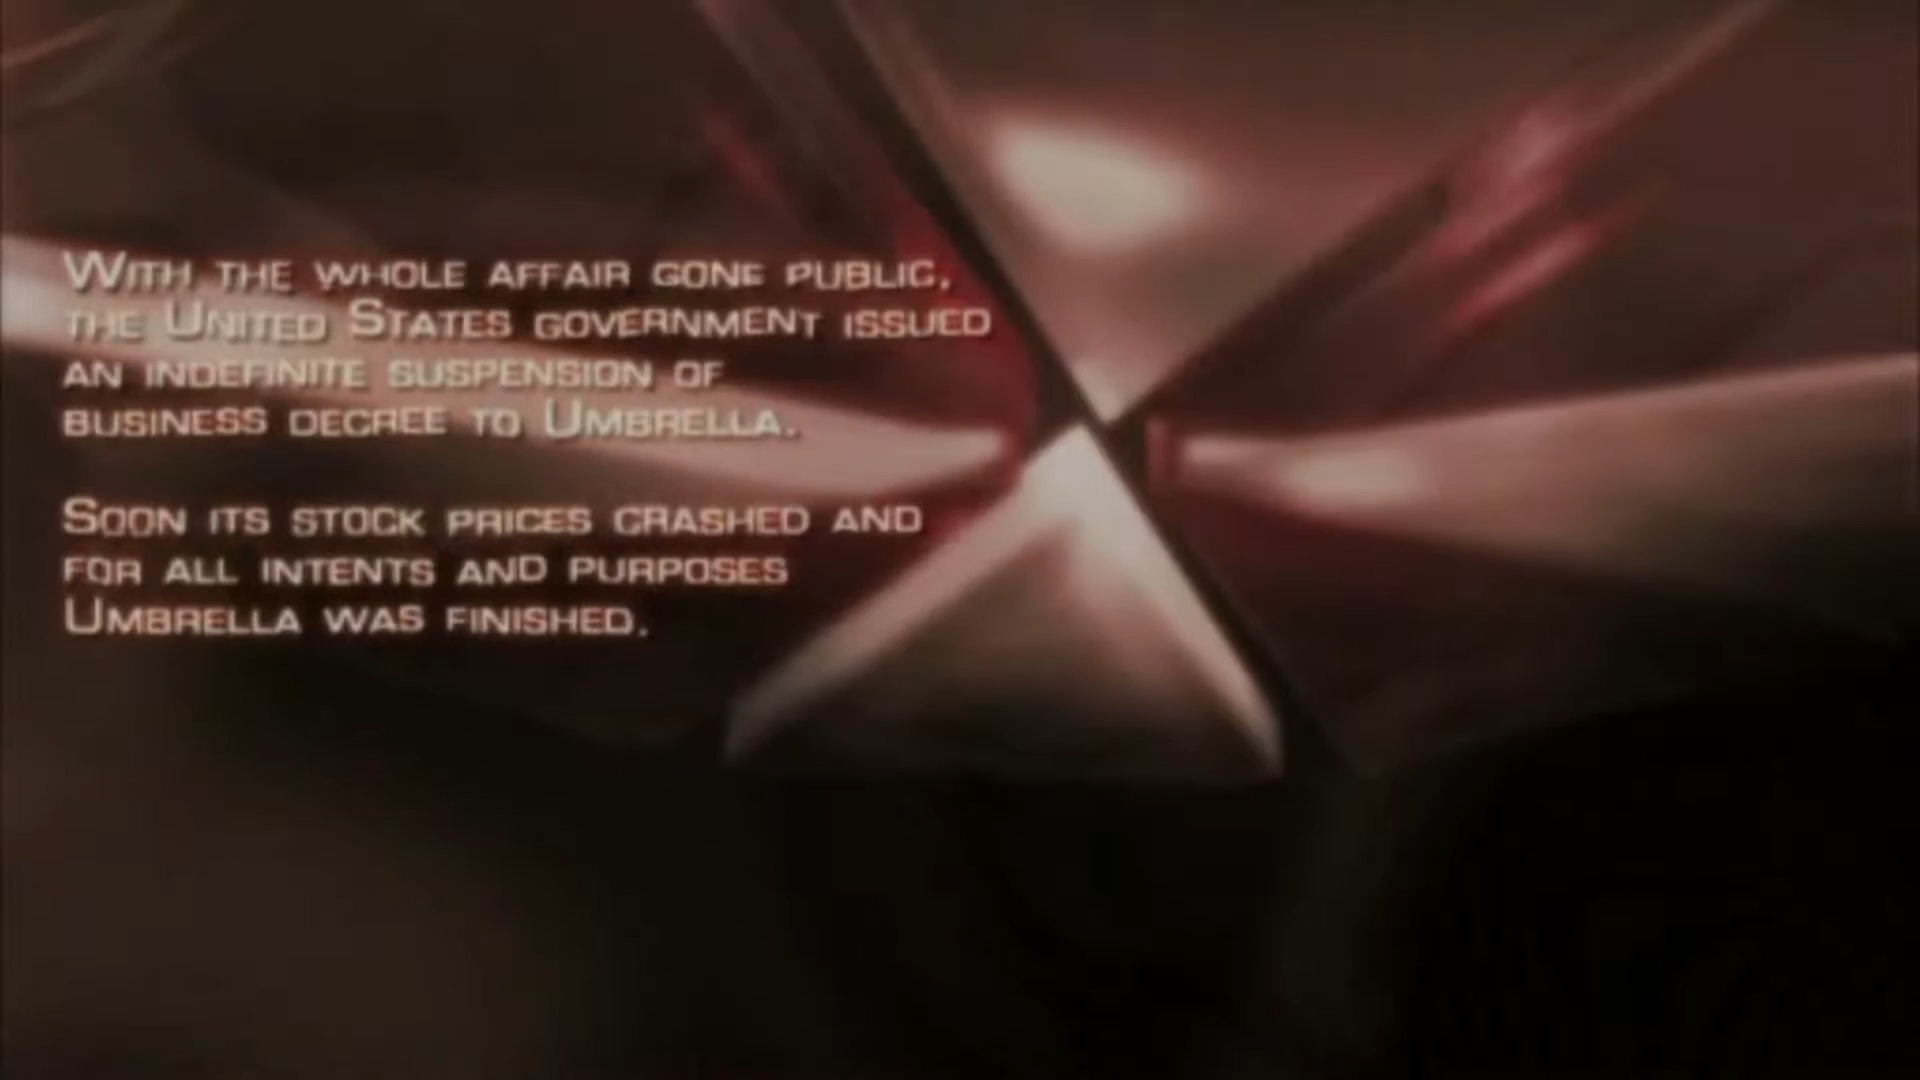 With the whole affair gone public,
the United States government issued
an indefinite suspension of
business decree to Umbrella.
Soon its stock prices crashed and
for all intents and purposes
Umbrella was finished.